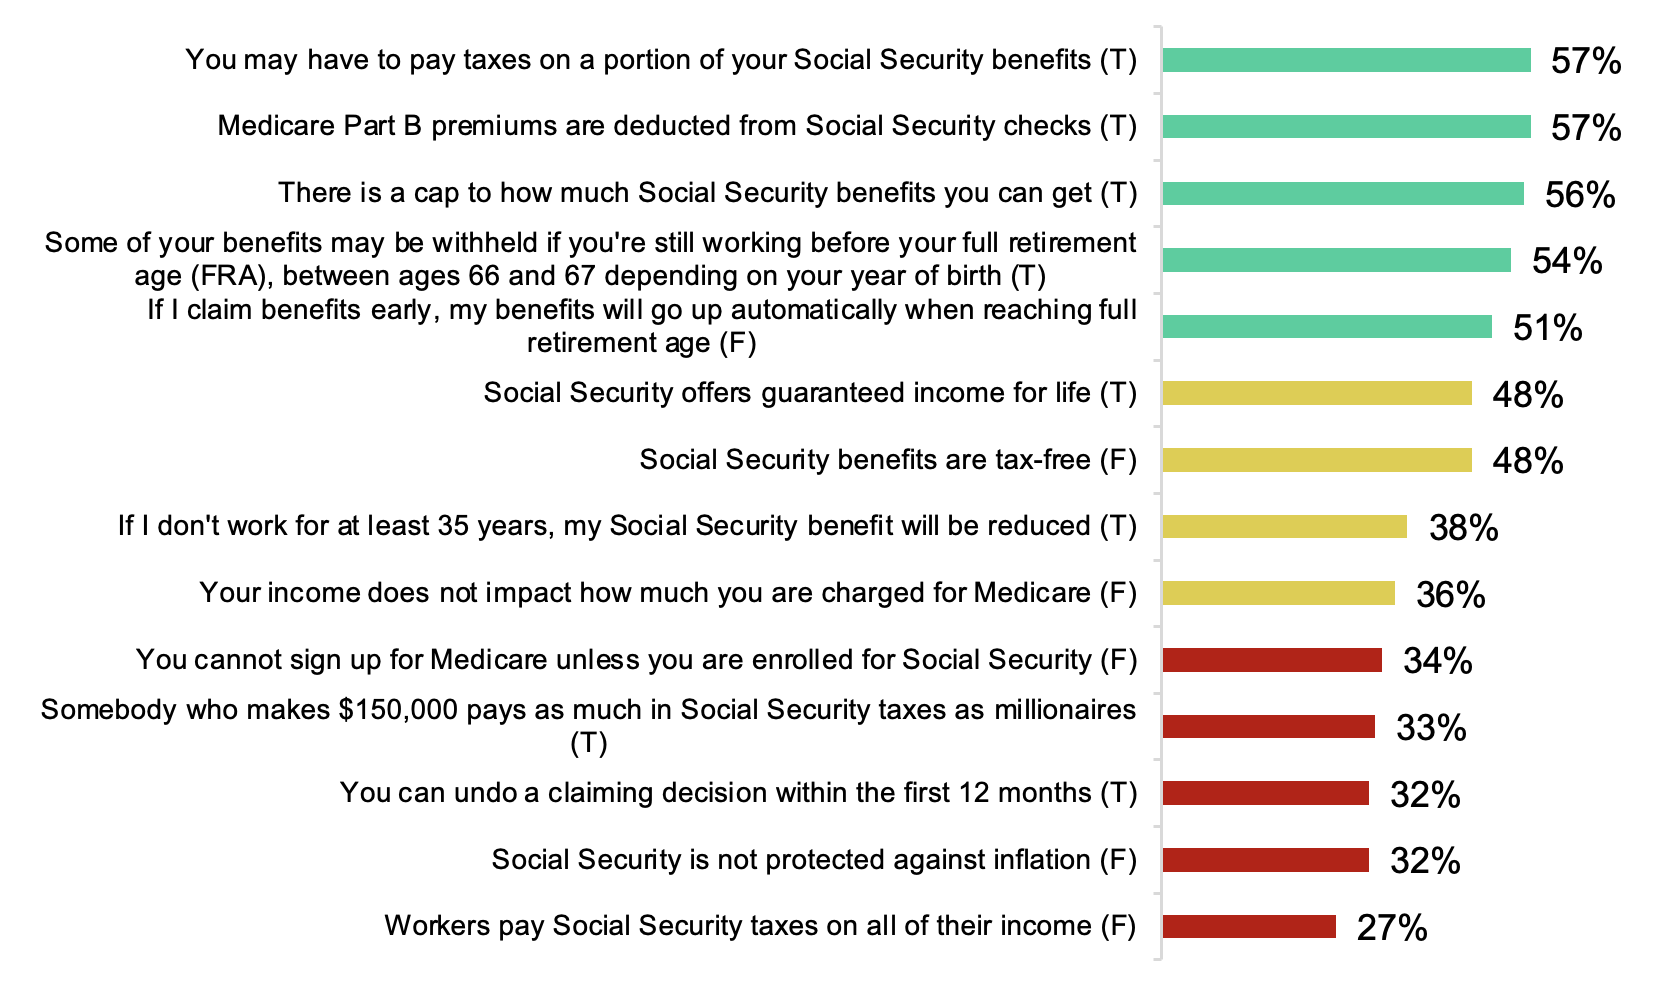 You may have to pay taxes on a portion of your Social Security benefits (T) 57%
Medicare Part B premiums are deducted from Social Security checks (T) 57%
There is a cap to how much Social Security benefits you can get (T) 56%
Some of your benefits may be withheld if you're still working before your full retirement
age (FRA), between ages 66 and 67 depending on your year of birth (T) 54%
If I claim benefits early, my benefits will go up automatically when reaching full
retirement age (F) 51%
Social Security offers guaranteed income for life (T) 48%
Social Security benefits are tax-free (F) 48%
If I don't work for at least 35 years, my Social Security benefit will be reduced (T) 38%
Your income does not impact how much you are charged for Medicare (F) 36%
You cannot sign up for Medicare unless you are enrolled for Social Security (F) 34%
Somebody who makes $150,000 pays as much in Social Security taxes as millionaires
(T) 33%
You can undo a claiming decision within the first 12 months (T) 32%
Social Security is not protected against inflation (F) 32%
Workers pay Social Security taxes on all of their income (F) 27%